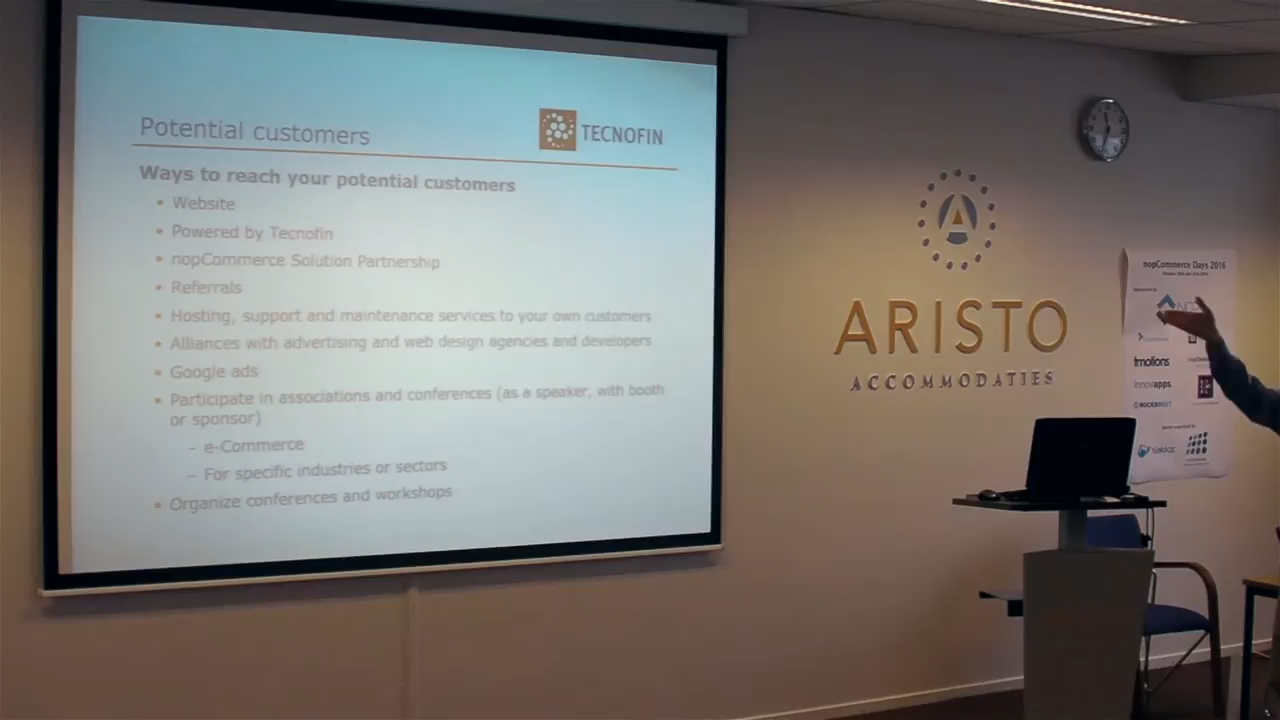 Potential customers
TECNOFIN
Ways to reach your potential customers
• Website
• Powered by Tecnofin
• nopCommerce Solution Partnership
• Referrals
• Hosting, support and maintenance services to your own customers
• Alliances with advertising and web design agencies and developers
• Google ads
• Participate in associations and conferences (as a speaker, with booth
or sponsor)
– e-Commerce
– For specific industries or sectors
• Organize conferences and workshops
A
ARISTO
ACCOMMODATIES
nopCommerce Days 2016
tmotions
innovapps